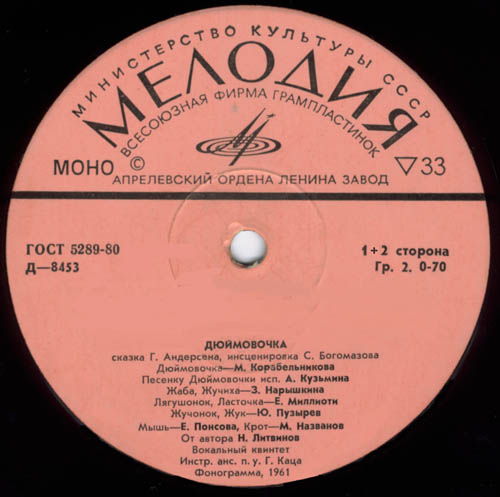 МИНИСТЕРСТВО КУЛЬТУРЫ СССР
МЕЛОДИЯ
ВСЕСОЮЗНАЯ ФИРМА ГРАМПЛАСТИНОК
МОНО © ▽33
АПРЕЛЕВСКИЙ ОРДЕНА ЛЕНИНА ЗАВОД
ГОСТ 5289-80
Д—8453
1+2 сторона
Гр. 2. 0-70
ДЮЙМОВОЧКА
сказка Г. Андерсена, инсценировка С. Богомазова
Дюймовочка—М. Корабельникова
Песенку Дюймовочки исп. А. Кузьмина
Жаба, Жучиха—З. Нарышкина
Лягушонок, Ласточка—Е. Миллиоти
Жучонок, Жук—Ю. Пузырев
Мышь—Е. Понсова, Крот—М. Названов
От автора Н. Литвинов
Вокальный квинтет
Инстр. анс. п. у. Г. Каца
Фонограмма, 1961